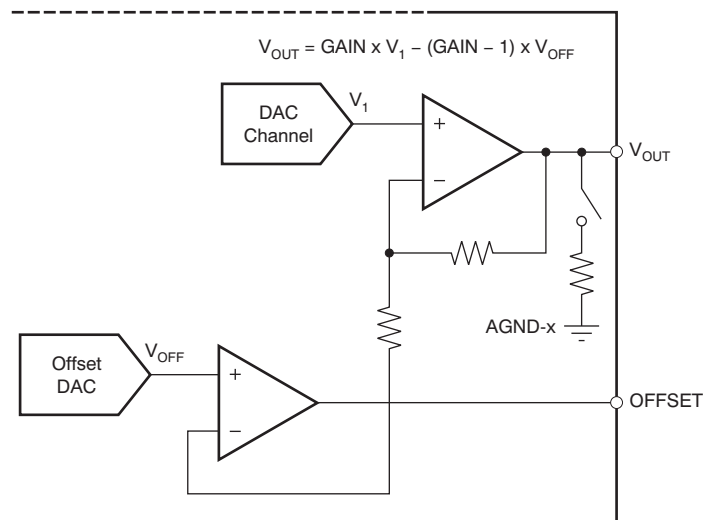 V_OUT = GAIN x V_1 – (GAIN – 1) x V_OFF
DAC
Channel
V_1
+
–
V_OUT
AGND-x
Offset
DAC
V_OFF
+
–
OFFSET